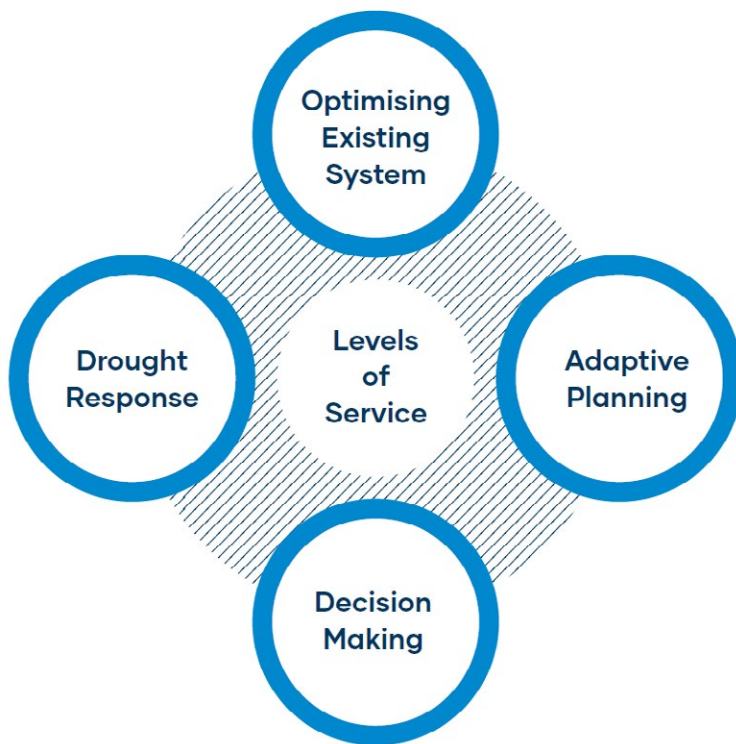 Optimising
Existing
System
Drought
Response
Levels
of
Service
Adaptive
Planning
Decision
Making